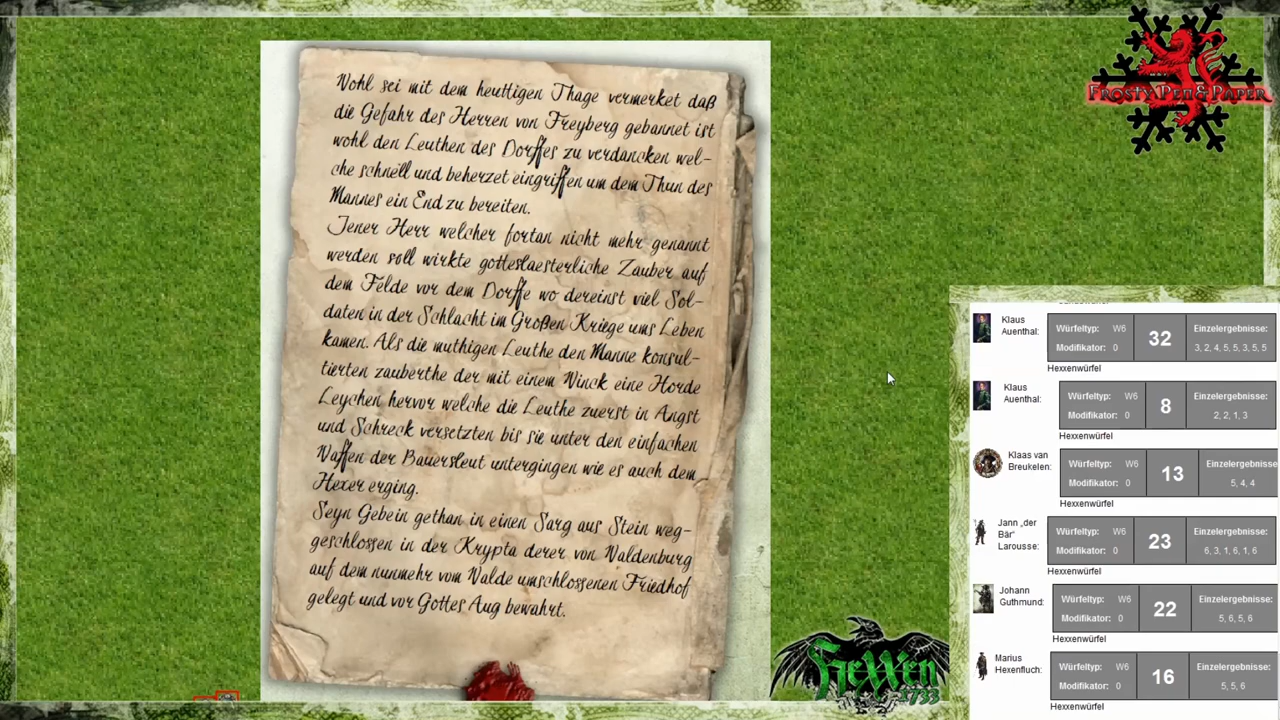 Wohl sei mit dem heuttigen Thage vermerket daß
die Gefahr des Herren von Freyberg gebannet ist
wohl den Leuthen des Dorffes zu verdancken wel-
che schnell und beherzet eingriffen um dem Thun des
Mannes ein End zu bereiten.
Jener Herr welcher fortan nicht mehr genannt
werden soll wirkte gotteslaesterliche Zauber auf
dem Felde vor dem Dorffe wo dereinst viel Sol-
daten in der Schlacht im Großen Kriege ums Leben
kamen. Als die muthigen Leuthe den Manne konsul-
tierten zauberthe der mit einem Winck eine Horde
Leychen hervor welche die Leuthe zuerst in Angst
und Schreck versetzten bis sie unter den einfachen
Waffen der Bauersleut untergingen wie es auch dem
Hexer erging.
Seyn Gebein gethan in einen Sarg aus Stein weg-
geschlossen in der Krypta derer von Waldenburg
auf dem nunmehr vom Walde umschlossenen Friedhof
gelegt und vor Gottes Aug bewahrt.
Frosty Pen & Paper
HeXXen
1733
Klaus
Auenthal:
Würfeltyp: W6
Modifikator: 0
32
Einzelergebnisse:
3, 2, 4, 5, 5, 3, 5, 5
Hexxenwürfel
Klaus
Auenthal:
Würfeltyp: W6
Modifikator: 0
8
Einzelergebnisse:
2, 2, 1, 3
Hexxenwürfel
Klaas van
Breukelen:
Würfeltyp: W6
Modifikator: 0
13
Einzelergebnisse
5, 4, 4
Hexxenwürfel
Jann „der
Bär“
Larousse:
Würfeltyp: W6
Modifikator: 0
23
Einzelergebnisse:
6, 3, 1, 6, 1, 6
Hexxenwürfel
Johann
Guthmund:
Würfeltyp: W6
Modifikator: 0
22
Einzelergebnisse:
5, 6, 5, 6
Hexxenwürfel
Marius
Hexenfluch:
Würfeltyp: W6
Modifikator: 0
16
Einzelergebnisse:
5, 5, 6
Hexxenwürfel